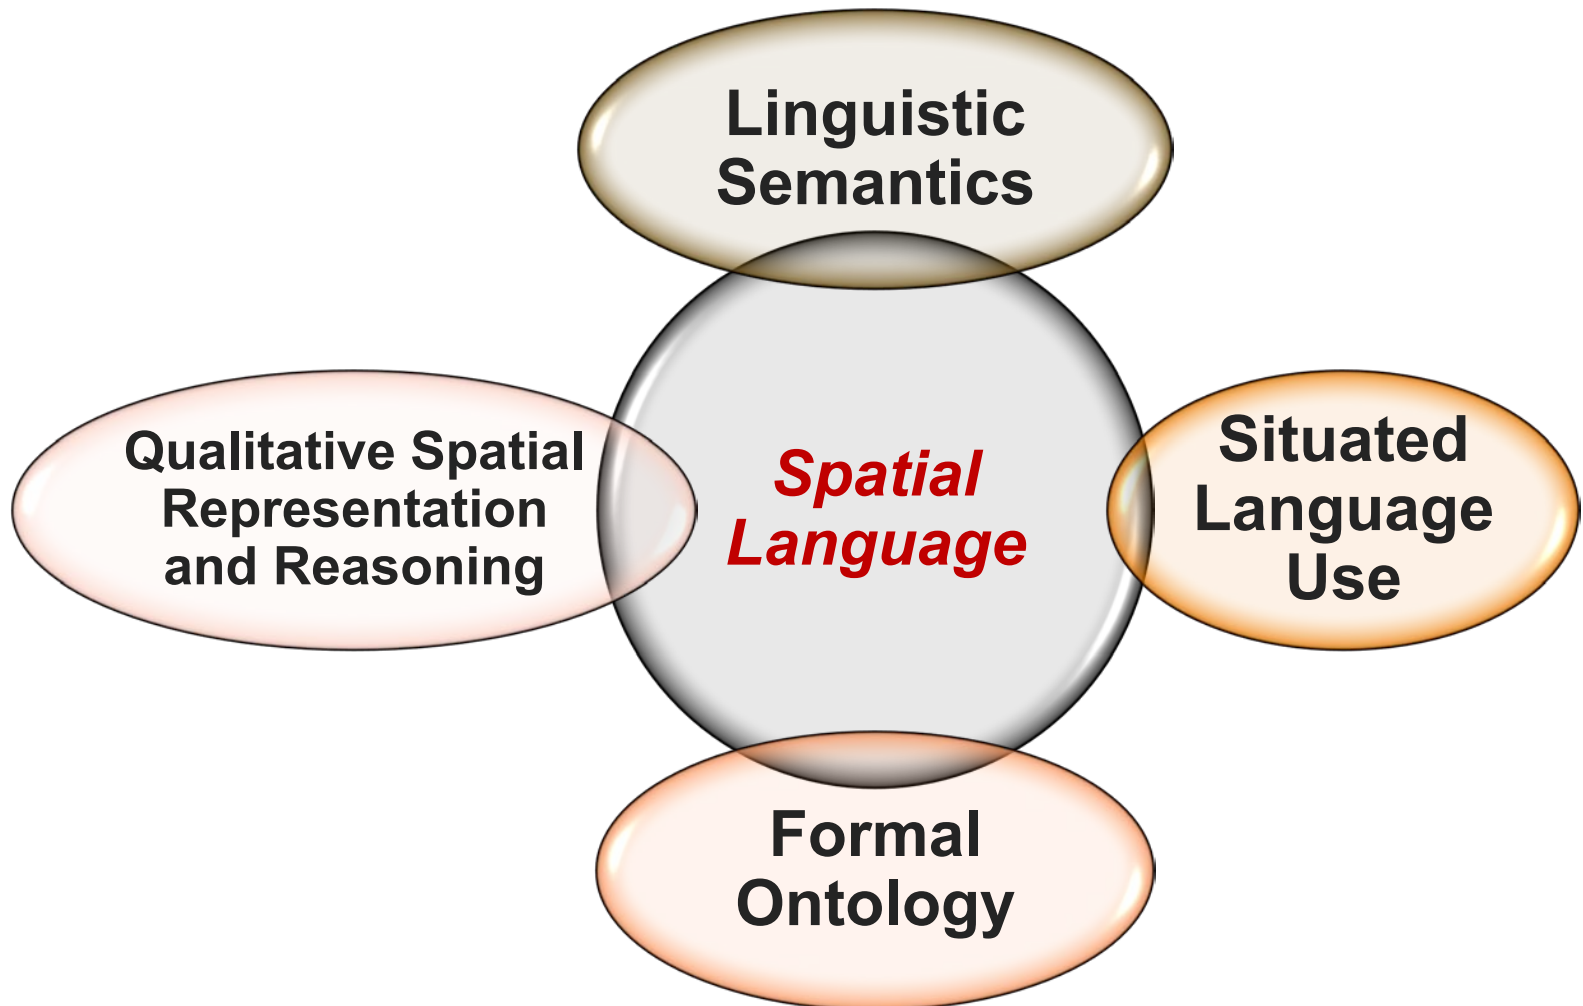 Linguistic
Semantics
Qualitative Spatial
Representation
and Reasoning
Spatial
Language
Situated
Language
Use
Formal
Ontology